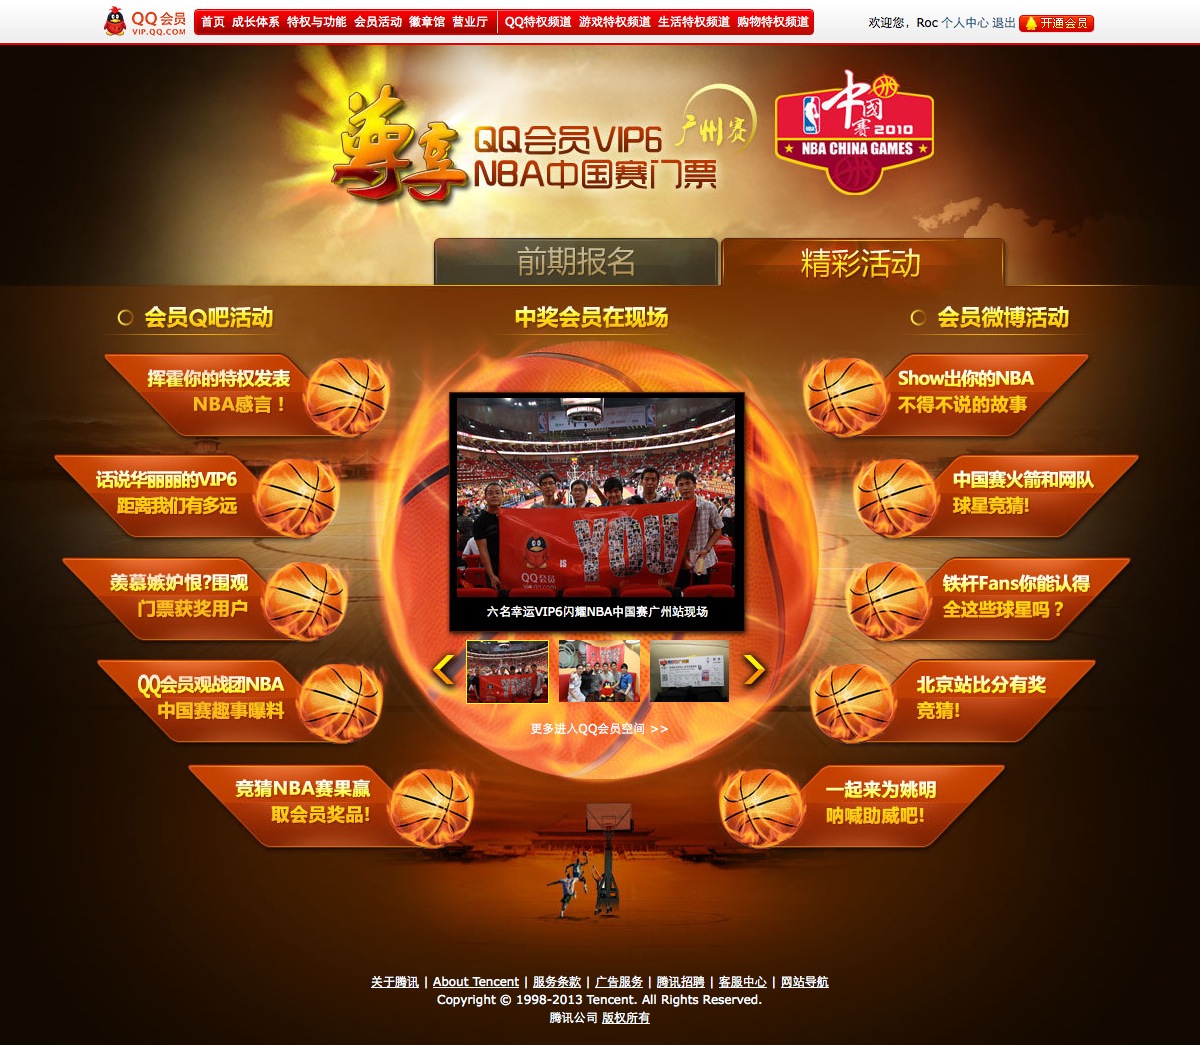 QQ会员
VIP.QQ.COM
首页 成长体系 特权与功能 会员活动 徽章馆 营业厅 QQ特权频道 游戏特权频道 生活特权频道 购物特权频道
欢迎您，Roc 个人中心 退出 开通会员
尊享
QQ会员VIP6
NBA中国赛门票
广州赛
中国赛 2010
NBA
NBA CHINA GAMES
前期报名
精彩活动
会员Q吧活动
挥霍你的特权发表
NBA感言！
话说华丽丽的VIP6
距离我们有多远
羡慕嫉妒恨?围观
门票获奖用户
QQ会员观战团NBA
中国赛趣事曝料
竞猜NBA赛果赢
取会员奖品!
中奖会员在现场
QQ会员
VIP.QQ.COM
IS
YOU
六名幸运VIP6闪耀NBA中国赛广州站现场
更多进入QQ会员空间 >>
会员微博活动
Show出你的NBA
不得不说的故事
中国赛火箭和网队
球星竞猜!
铁杆Fans你能认得
全这些球星吗？
北京站比分有奖
竞猜!
一起来为姚明
呐喊助威吧!
关于腾讯 | About Tencent | 服务条款 | 广告服务 | 腾讯招聘 | 客服中心 | 网站导航
Copyright © 1998-2013 Tencent. All Rights Reserved.
腾讯公司 版权所有